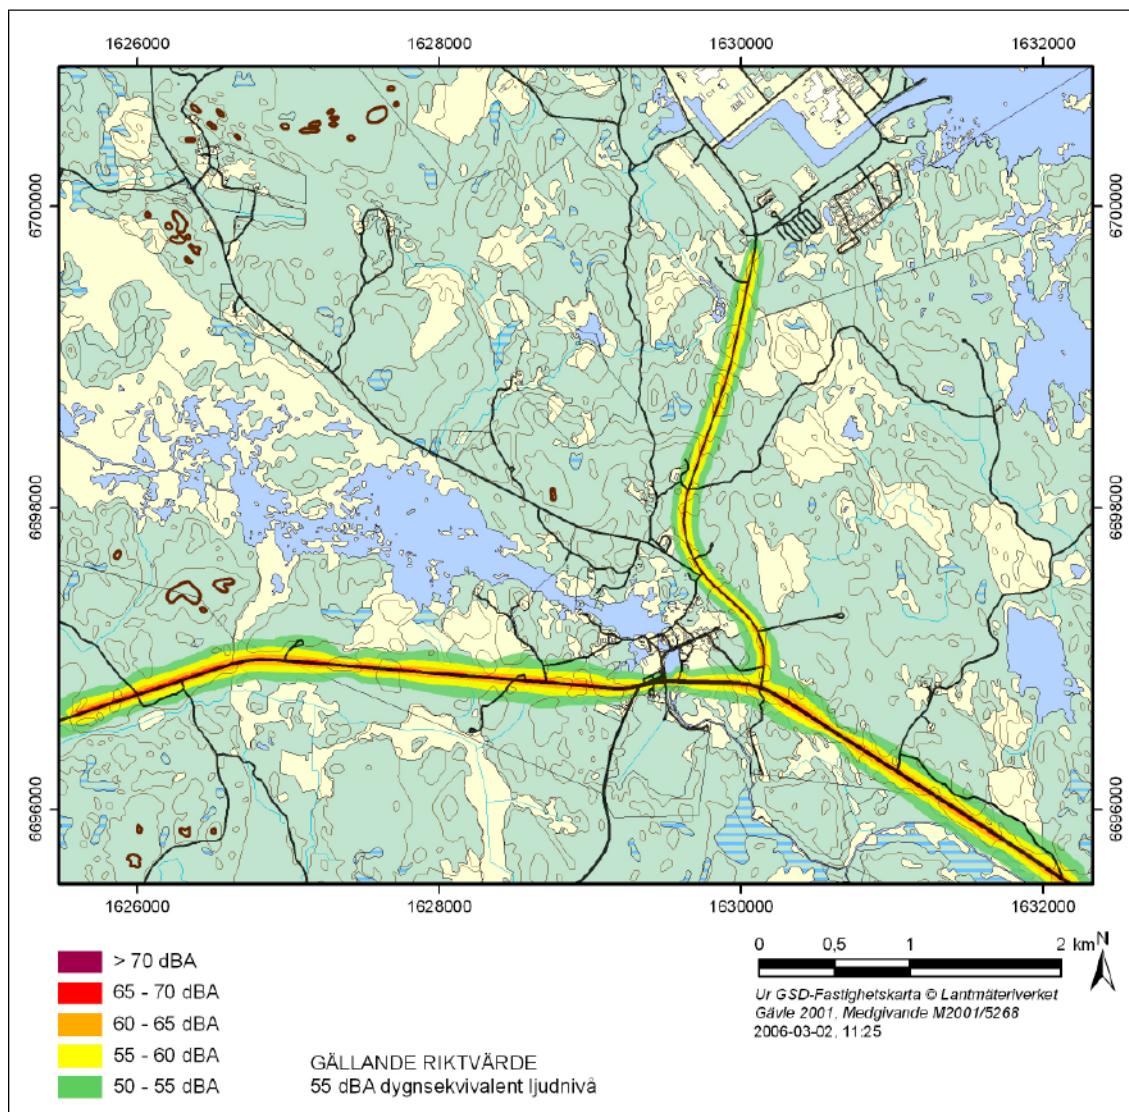 1626000 1628000 1630000 1632000
6700000 6700000
6698000 6698000
6696000 6696000
1626000 1628000 1630000 1632000
> 70 dBA
65 - 70 dBA
60 - 65 dBA
55 - 60 dBA
50 - 55 dBA
GÄLLANDE RIKTVÄRDE
55 dBA dygnsekvivalent ljudnivå
0 0,5 1 2 km
N
Ur GSD-Fastighetskarta © Lantmäteriverket
Gävle 2001, Medgivande M2001/5268
2006-03-02, 11:25